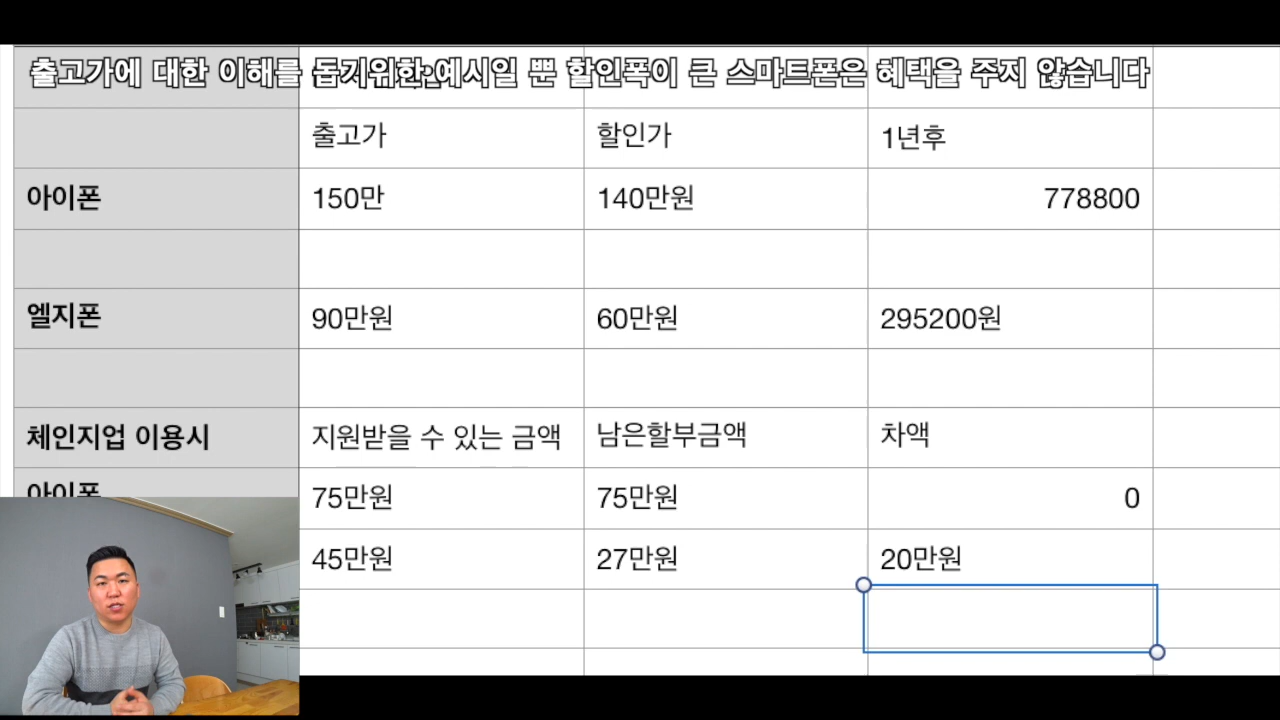 출고가에 대한 이해를 돕기위한 예시일 뿐 할인폭이 큰 스마트폰은 혜택을 주지 않습니다
출고가 할인가 1년후
아이폰 150만 140만원 778800
엘지폰 90만원 60만원 295200원
체인지업 이용시 지원받을 수 있는 금액 남은할부금액 차액
아이폰 75만원 75만원 0
45만원 27만원 20만원